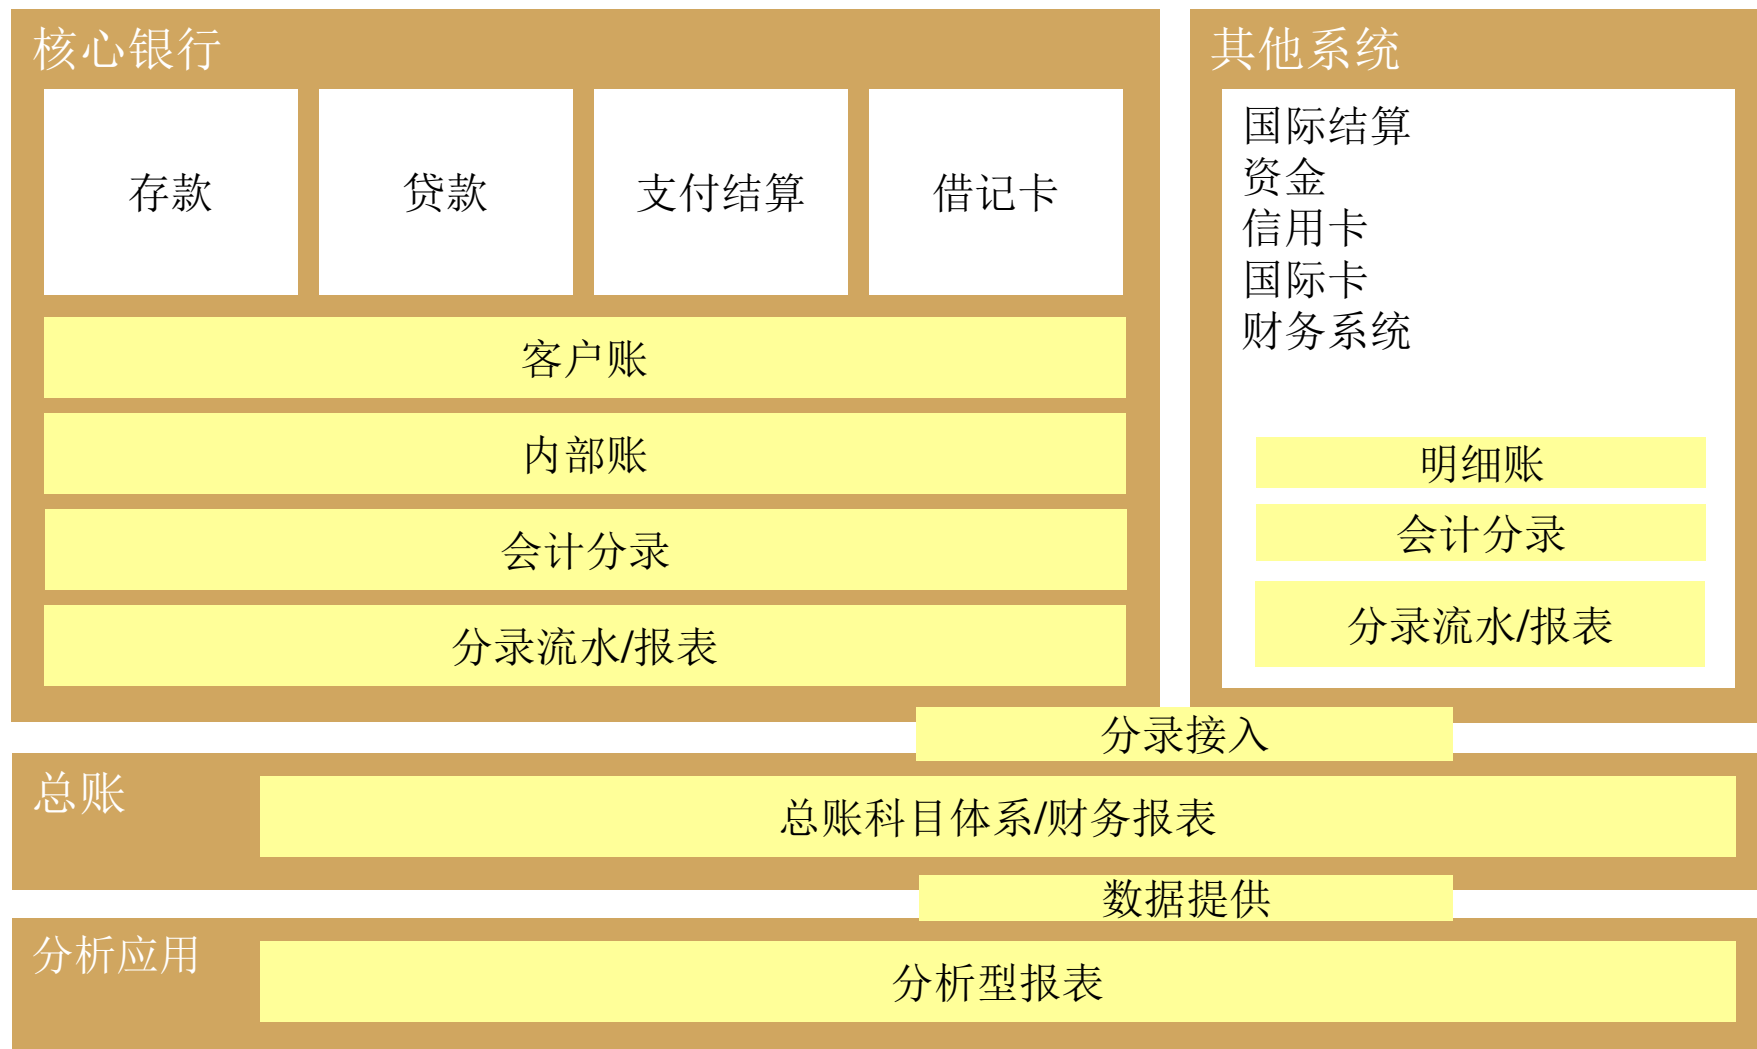 核心银行
存款
贷款
支付结算
借记卡
客户账
内部账
会计分录
分录流水/报表
其他系统
国际结算
资金
信用卡
国际卡
财务系统
明细账
会计分录
分录流水/报表
分录接入
总账
总账科目体系/财务报表
数据提供
分析应用
分析型报表